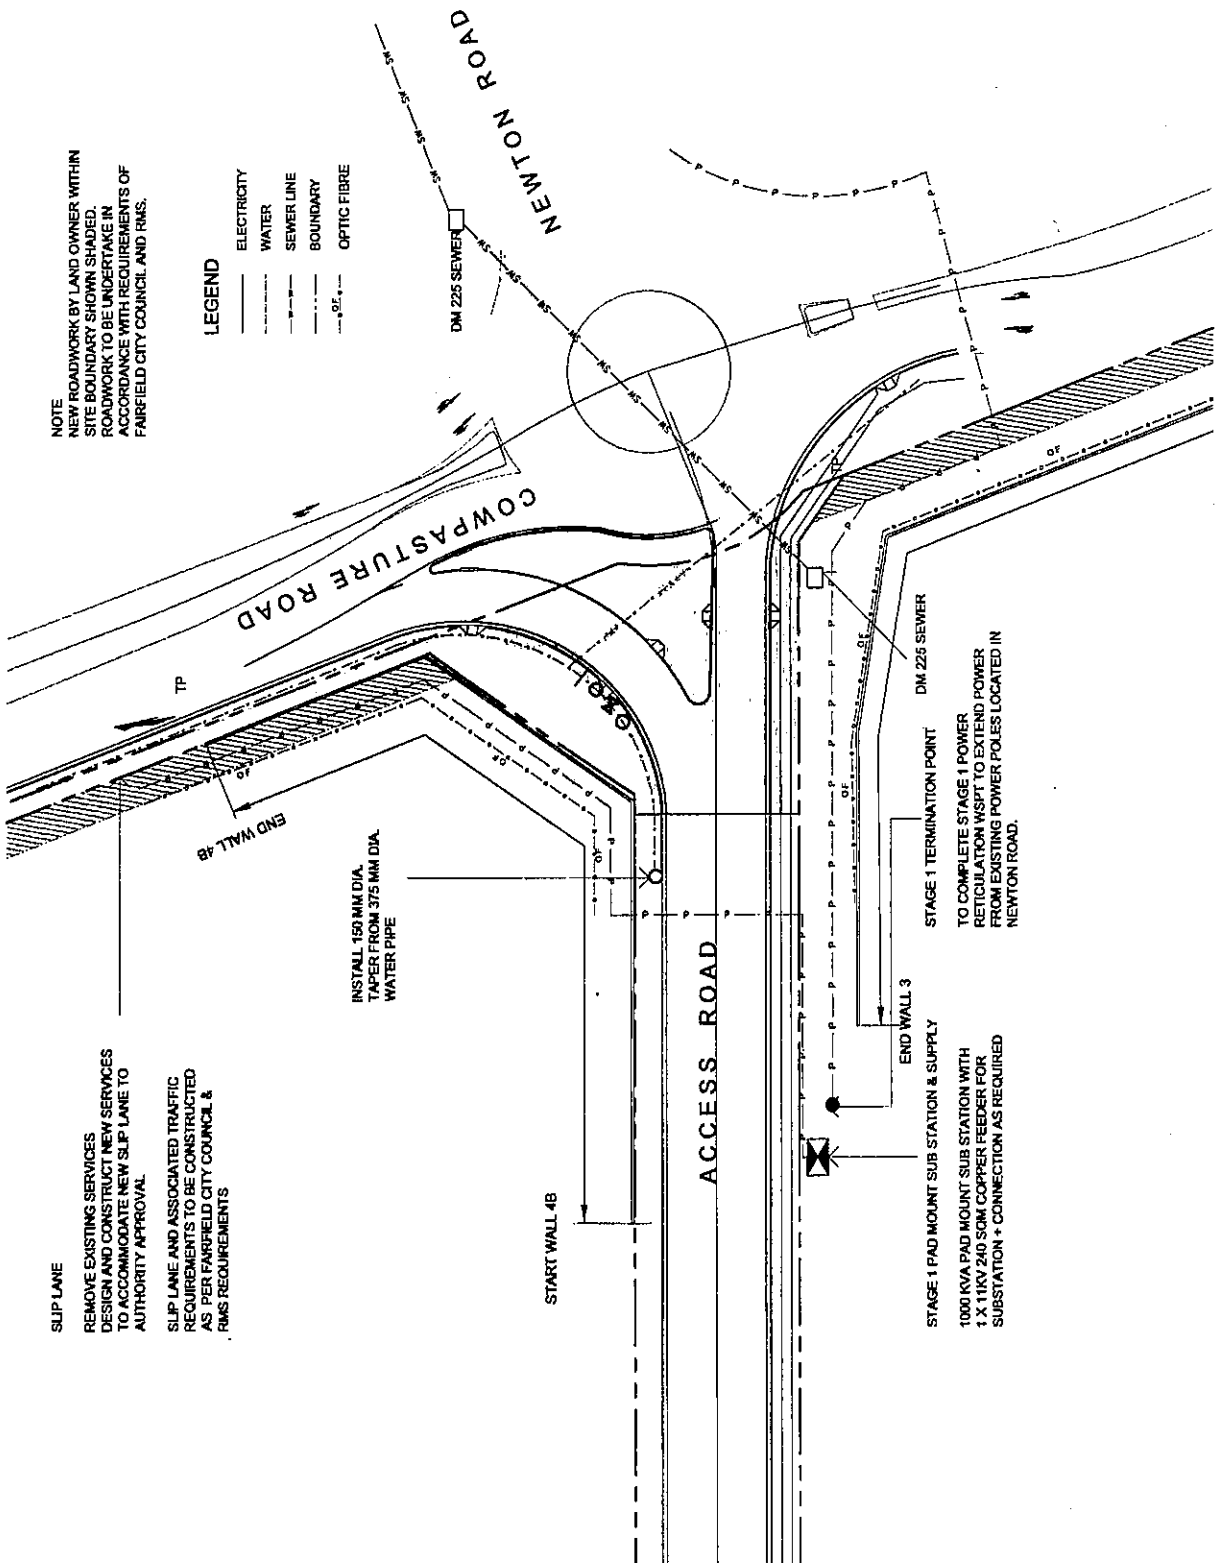 NOTE
NEW ROADWORK BY LAND OWNER WITHIN
SITE BOUNDARY SHOWN SHADED.
ROADWORK TO BE UNDERTAKE IN
ACCORDANCE WITH REQUIREMENTS OF
FAIRFIELD CITY COUNCIL AND RMS.
LEGEND
ELECTRICITY
WATER
SEWER LINE
BOUNDARY
OPTIC FIBRE
OF
NEWTON ROAD
DM 225 SEWER
COWPASTURE ROAD
TP
TP
SLIP LANE
REMOVE EXISTING SERVICES
DESIGN AND CONSTRUCT NEW SERVICES
TO ACCOMMODATE NEW SLIP LANE TO
AUTHORITY APPROVAL.
SLIP LANE AND ASSOCIATED TRAFFIC
REQUIREMENTS TO BE CONSTRUCTED
AS PER FAIRFIELD CITY COUNCIL &
RMS REQUIREMENTS
END WALL 4B
INSTALL 150 MM DIA.
TAPER FROM 375 MM DIA.
WATER PIPE
START WALL 4B
ACCESS ROAD
DM 225 SEWER
STAGE 1 TERMINATION POINT
TO COMPLETE STAGE 1 POWER
RETICULATION WSPT TO EXTEND POWER
FROM EXISTING POWER POLES LOCATED IN
NEWTON ROAD.
END WALL 3
STAGE 1 PAD MOUNT SUB STATION & SUPPLY
1000 KVA PAD MOUNT SUB STATION WITH
1 X 11KV 240 SQM COPPER FEEDER FOR
SUBSTATION + CONNECTION AS REQUIRED